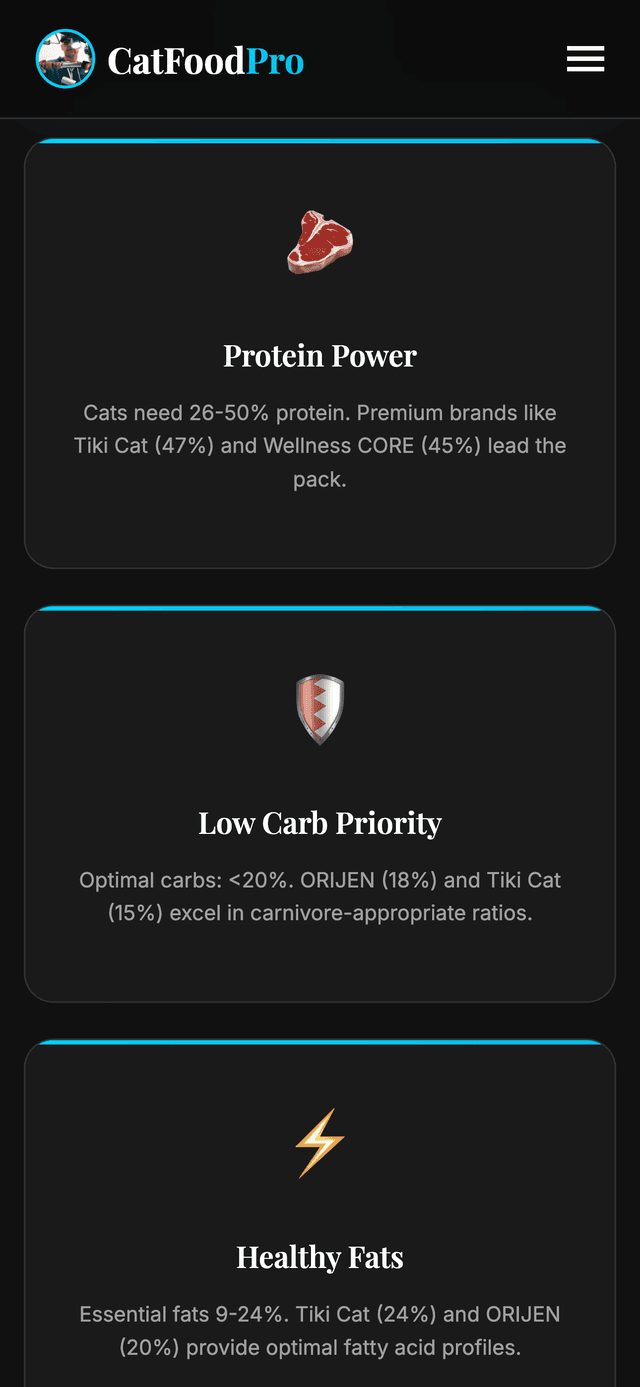 CatFoodPro
Protein Power
Cats need 26-50% protein. Premium brands like
Tiki Cat (47%) and Wellness CORE (45%) lead the
pack.
Low Carb Priority
Optimal carbs: <20%. ORIJEN (18%) and Tiki Cat
(15%) excel in carnivore-appropriate ratios.
Healthy Fats
Essential fats 9-24%. Tiki Cat (24%) and ORIJEN
(20%) provide optimal fatty acid profiles.